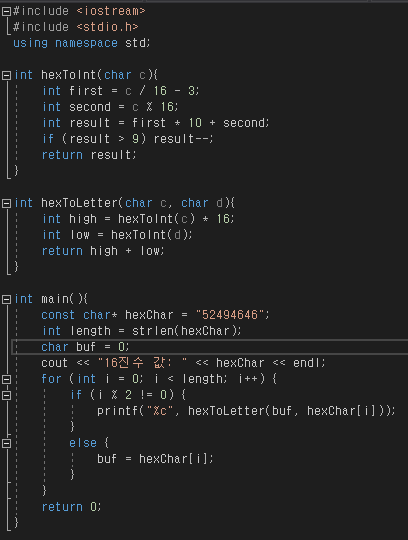 #include <iostream>
#include <stdio.h>
using namespace std;

int hexToInt(char c){
    int first = c / 16 - 3;
    int second = c % 16;
    int result = first * 10 + second;
    if (result > 9) result--;
    return result;
}

int hexToLetter(char c, char d){
    int high = hexToInt(c) * 16;
    int low = hexToInt(d);
    return high + low;
}

int main(){
    const char* hexChar = "52494646";
    int length = strlen(hexChar);
    char buf = 0;
    cout << "16진수 값: " << hexChar << endl;
    for (int i = 0; i < length; i++) {
        if (i % 2 != 0) {
            printf("%c", hexToLetter(buf, hexChar[i]));
        }
        else {
            buf = hexChar[i];
        }
    }
    return 0;
}